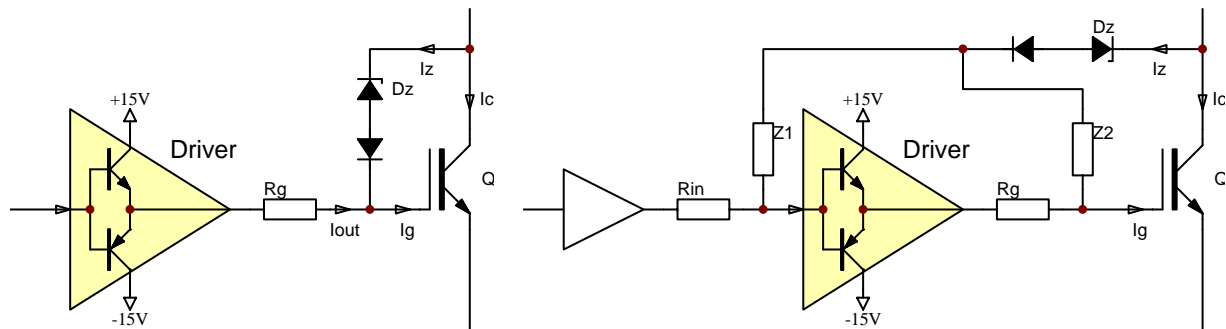 Dz
Iz
Ic
+15V
Driver
Rg
Q
Iout
Ig
-15V
Dz
Iz
Ic
+15V
Z1
Driver
Z2
Rin
Rg
Q
Ig
-15V